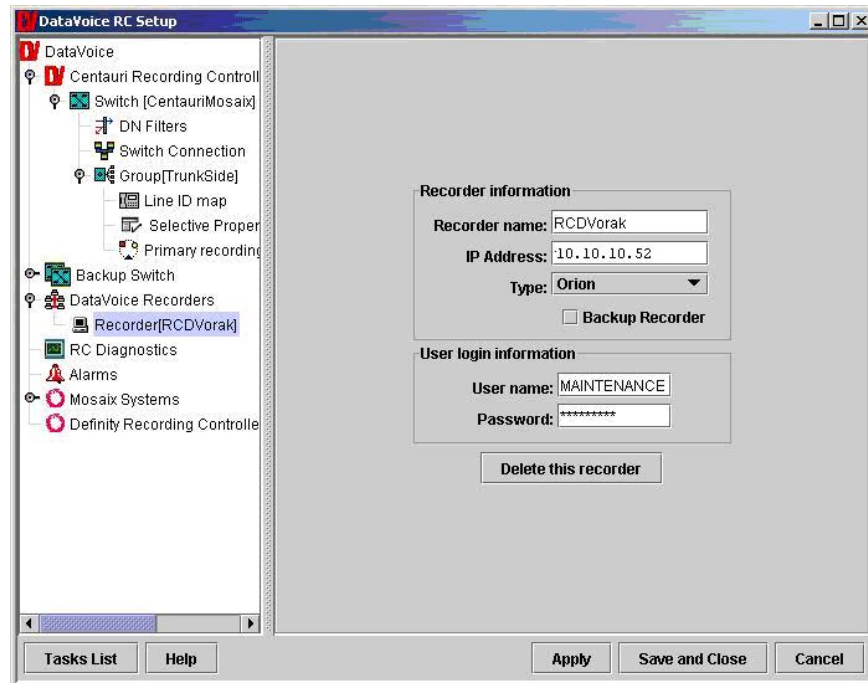 DataVoice RC Setup
DataVoice
Centauri Recording Controll
Switch [CentauriMosaix]
DN Filters
Switch Connection
Group[TrunkSide]
Line ID map
Selective Proper
Primary recording
Backup Switch
DataVoice Recorders
Recorder[RCDVorak]
RC Diagnostics
Alarms
Mosaix Systems
Definity Recording Controlle
Recorder information
Recorder name: RCDVorak
IP Address: 10.10.10.52
Type: Orion
Backup Recorder
User login information
User name: MAINTENANCE
Password: *********
Delete this recorder
Tasks List Help Apply Save and Close Cancel